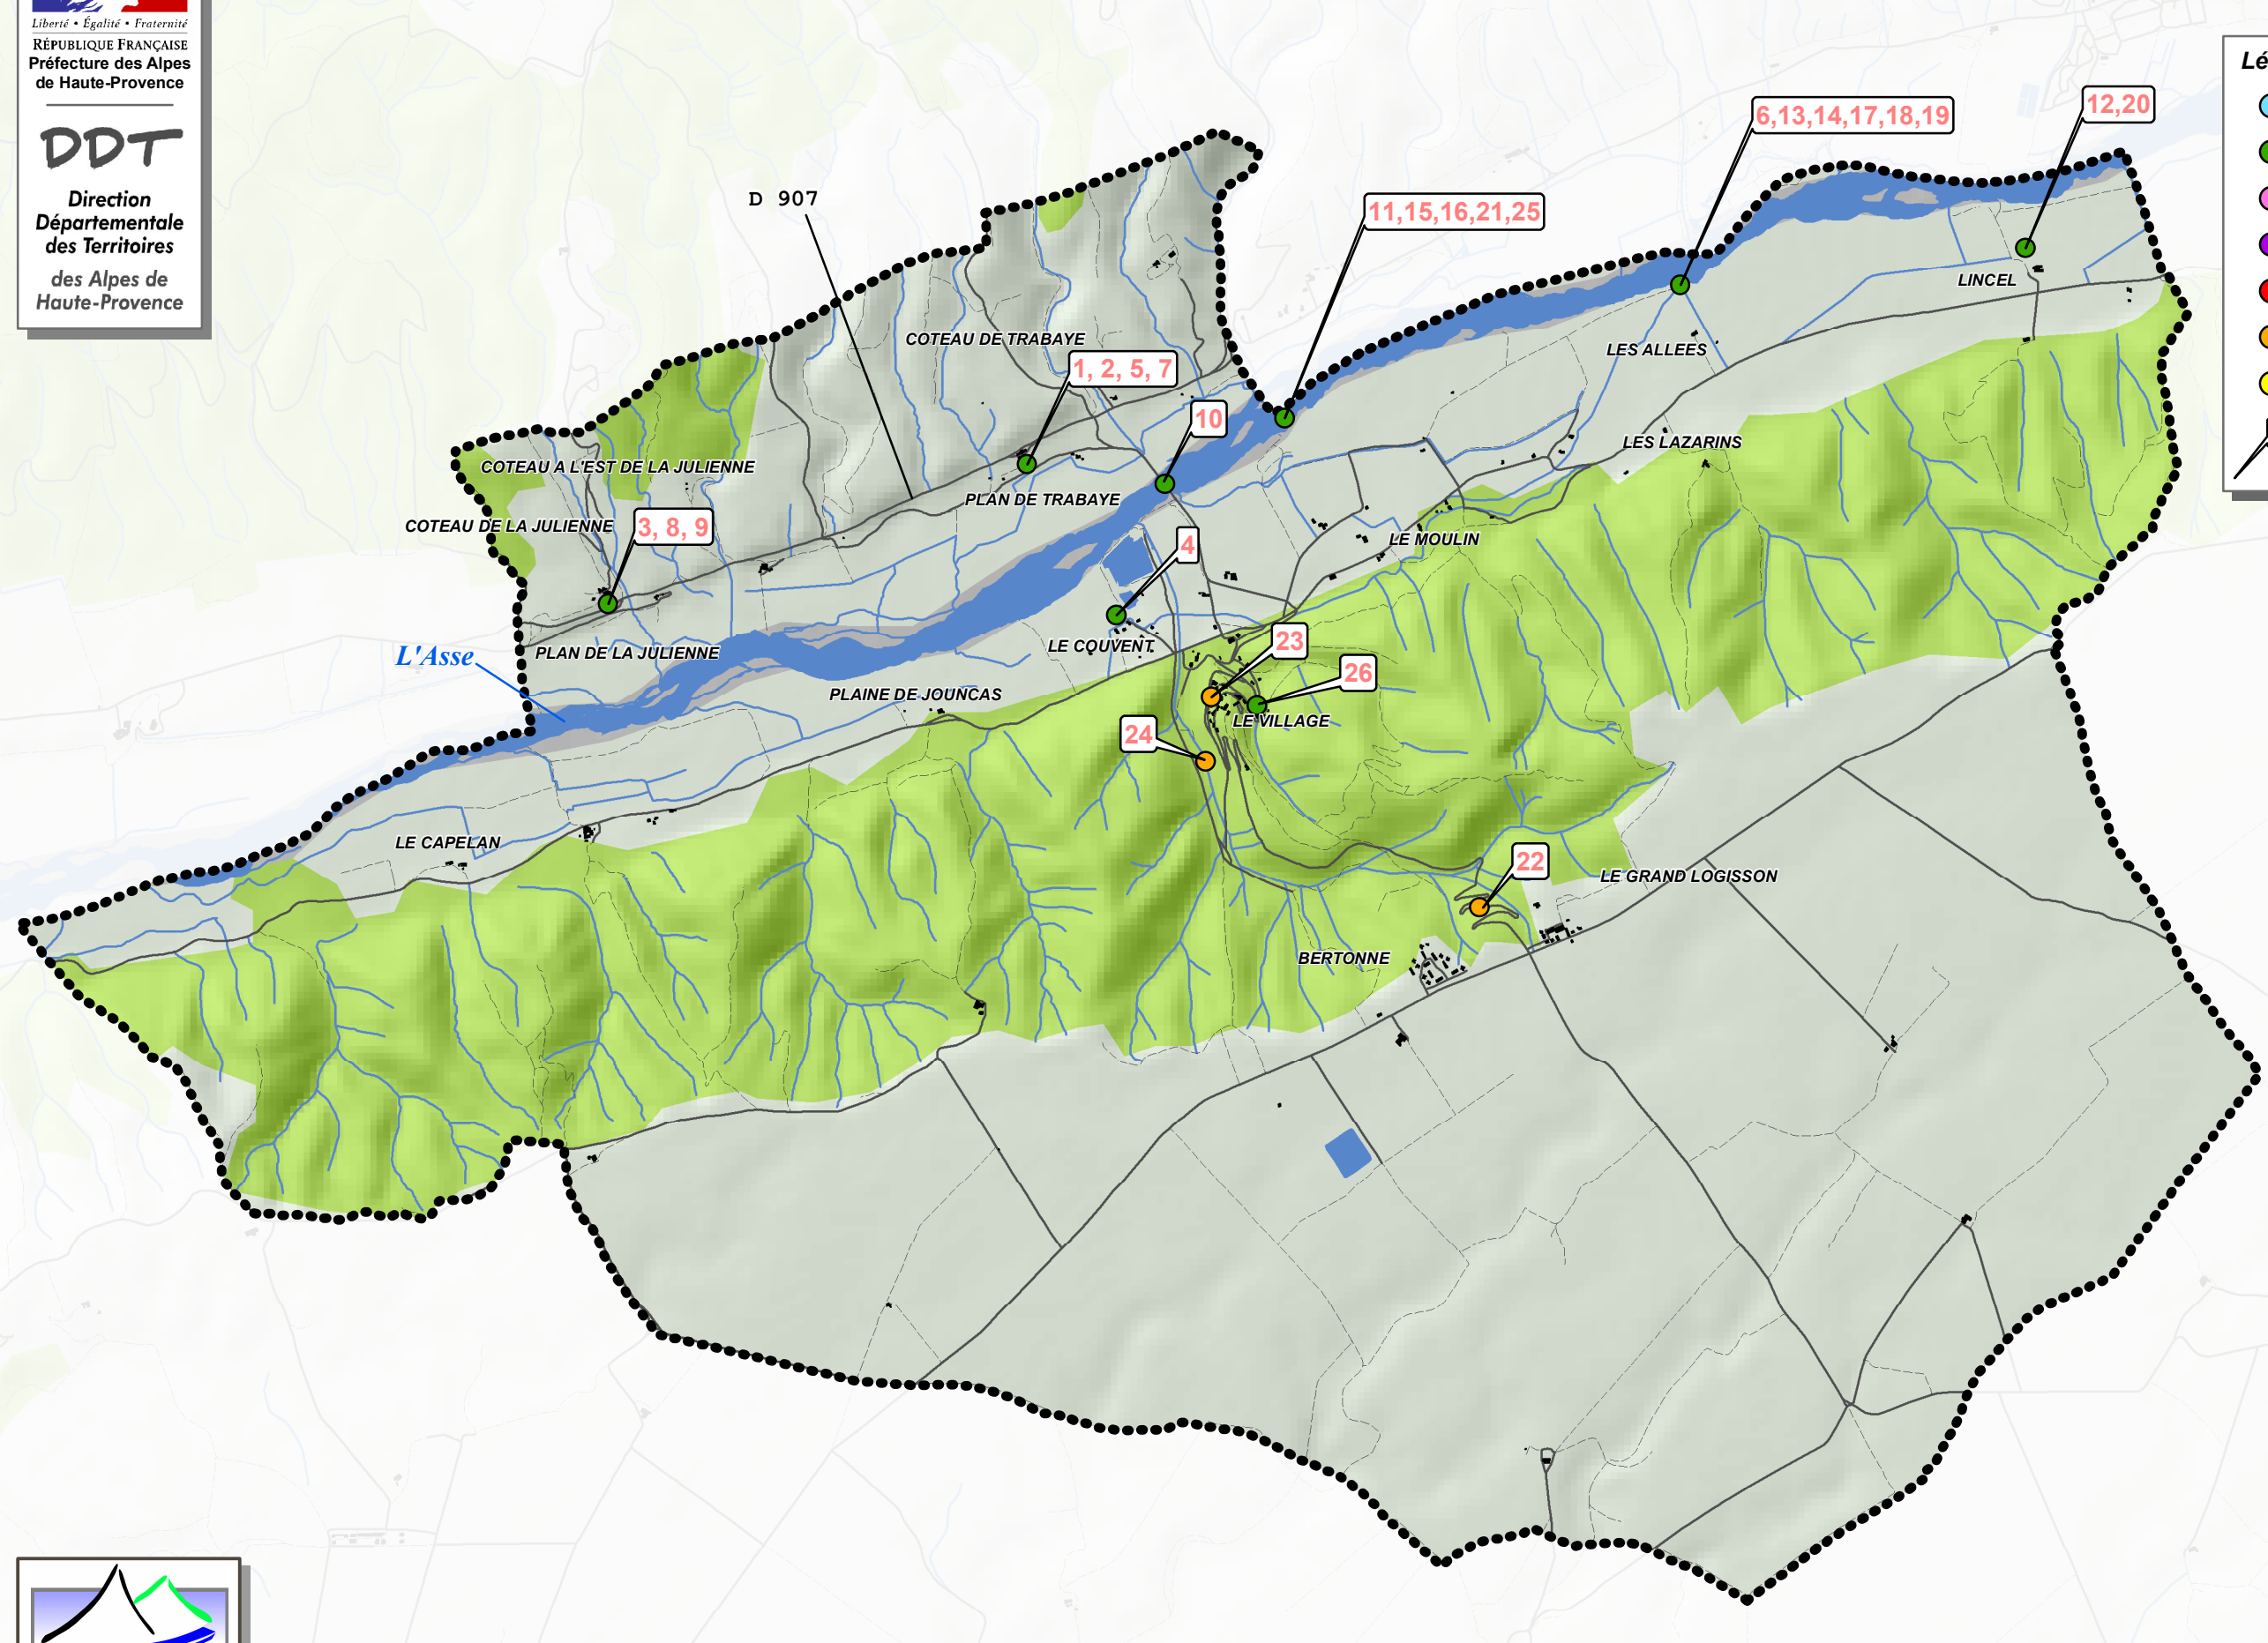 Liberté • Égalité • Fraternité
RÉPUBLIQUE FRANÇAISE
Préfecture des Alpes
de Haute-Provence
DDT
Direction
Départementale
des Territoires
des Alpes de
Haute-Provence
Lé
12,20
6,13,14,17,18,19
D 907
11,15,16,21,25
LINCEL
COTEAU DE TRABAYE
LES ALLEES
1, 2, 5, 7
10
LES LAZARINS
COTEAU A L'EST DE LA JULIENNE
PLAN DE TRABAYE
COTEAU DE LA JULIENNE
3, 8, 9
LE MOULIN
4
LE COUVENT
23
PLAN DE LA JULIENNE
L'Asse
26
PLAINE DE JOUNCAS
LE VILLAGE
24
LE CAPELAN
22
LE GRAND LOGISSON
BERTONNE